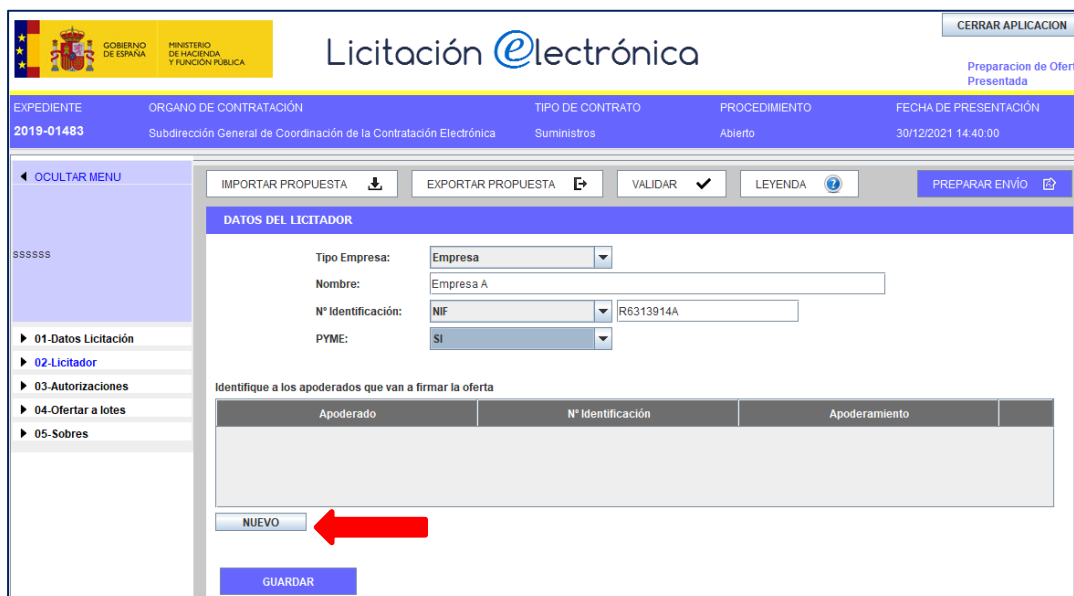 CERRAR APLICACION
GOBIERNO DE ESPAÑA
MINISTERIO DE HACIENDA Y FUNCIÓN PÚBLICA
Licitación electrónica
Preparacion de Ofert
Presentada
EXPEDIENTE ORGANO DE CONTRATACIÓN TIPO DE CONTRATO PROCEDIMIENTO FECHA DE PRESENTACIÓN
2019-01483 Subdirección General de Coordinación de la Contratación Electrónica Suministros Abierto 30/12/2021 14:40:00
OCULTAR MENU
IMPORTAR PROPUESTA EXPORTAR PROPUESTA VALIDAR LEYENDA ? PREPARAR ENVÍO
DATOS DEL LICITADOR
ssssss
Tipo Empresa: Empresa
Nombre: Empresa A
Nº Identificación: NIF R6313914A
PYME: SI
01-Datos Licitación
02-Licitador
03-Autorizaciones
04-Ofertar a lotes
05-Sobres
Identifique a los apoderados que van a firmar la oferta
Apoderado Nº Identificación Apoderamiento
NUEVO
GUARDAR